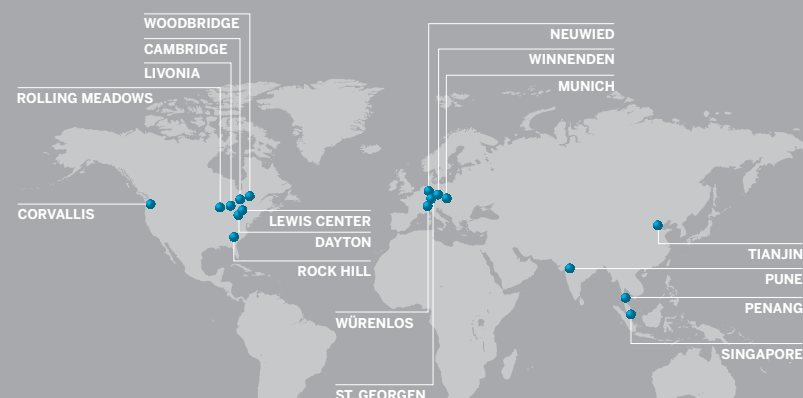 WOODBRIDGE
CAMBRIDGE
LIVONIA
ROLLING MEADOWS
CORVALLIS
LEWIS CENTER
DAYTON
ROCK HILL
NEUWIED
WINNENDEN
MUNICH
WÜRENLOS
ST. GEORGEN
TIANJIN
PUNE
PENANG
SINGAPORE